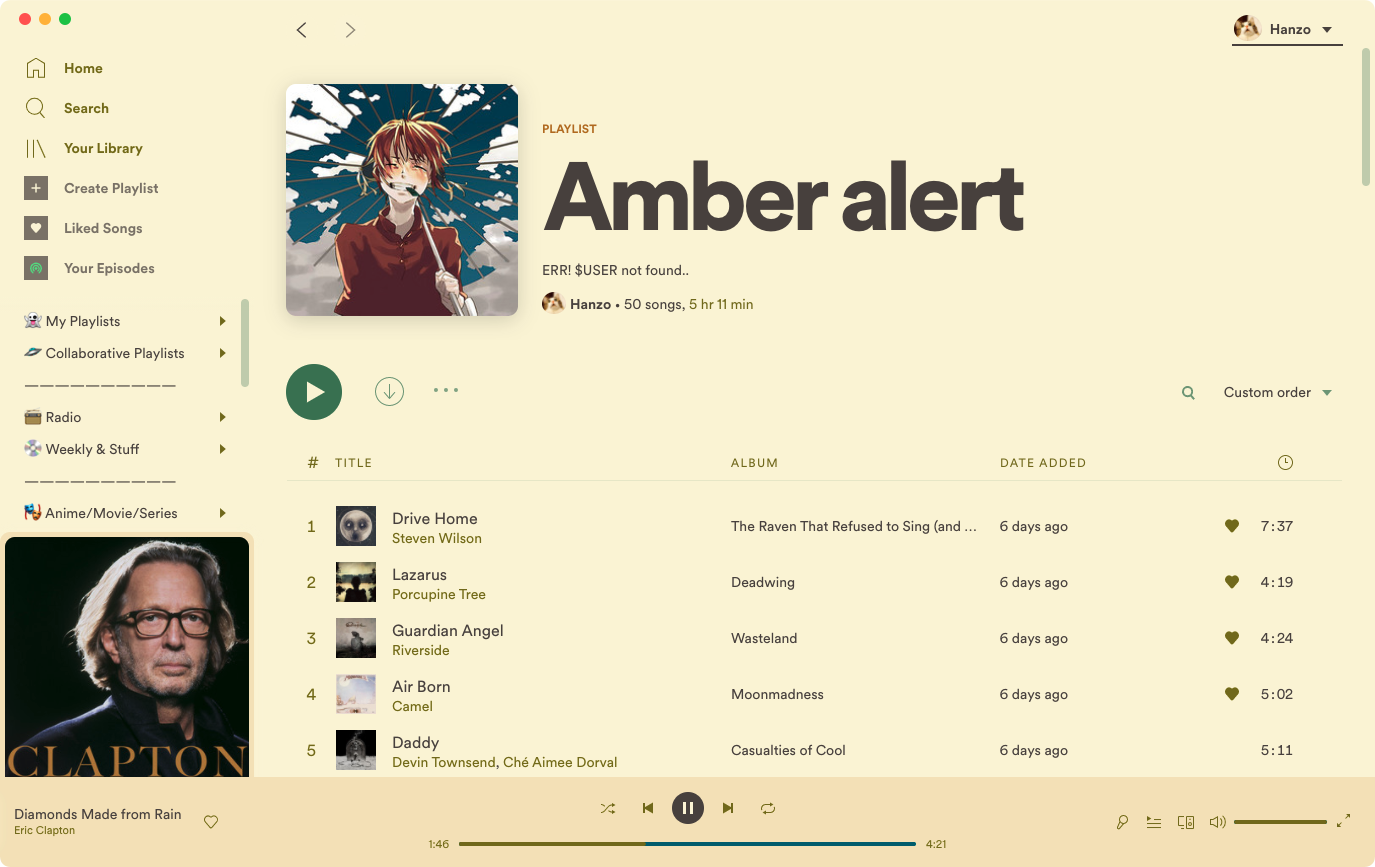 Hanzo
Home
Search
Your Library
Create Playlist
Liked Songs
Your Episodes
My Playlists
Collaborative Playlists
——————————
Radio
Weekly & Stuff
——————————
Anime/Movie/Series
PLAYLIST
Amber alert
ERR! $USER not found..
Hanzo • 50 songs, 5 hr 11 min
Custom order
# TITLE ALBUM DATE ADDED
1 Drive Home The Raven That Refused to Sing (and ... 6 days ago 7:37
Steven Wilson
2 Lazarus Deadwing 6 days ago 4:19
Porcupine Tree
3 Guardian Angel Wasteland 6 days ago 4:24
Riverside
4 Air Born Moonmadness 6 days ago 5:02
Camel
5 Daddy Casualties of Cool 6 days ago 5:11
Devin Townsend, Ché Aimee Dorval
CLAPTON
Diamonds Made from Rain
Eric Clapton
1:46 4:21